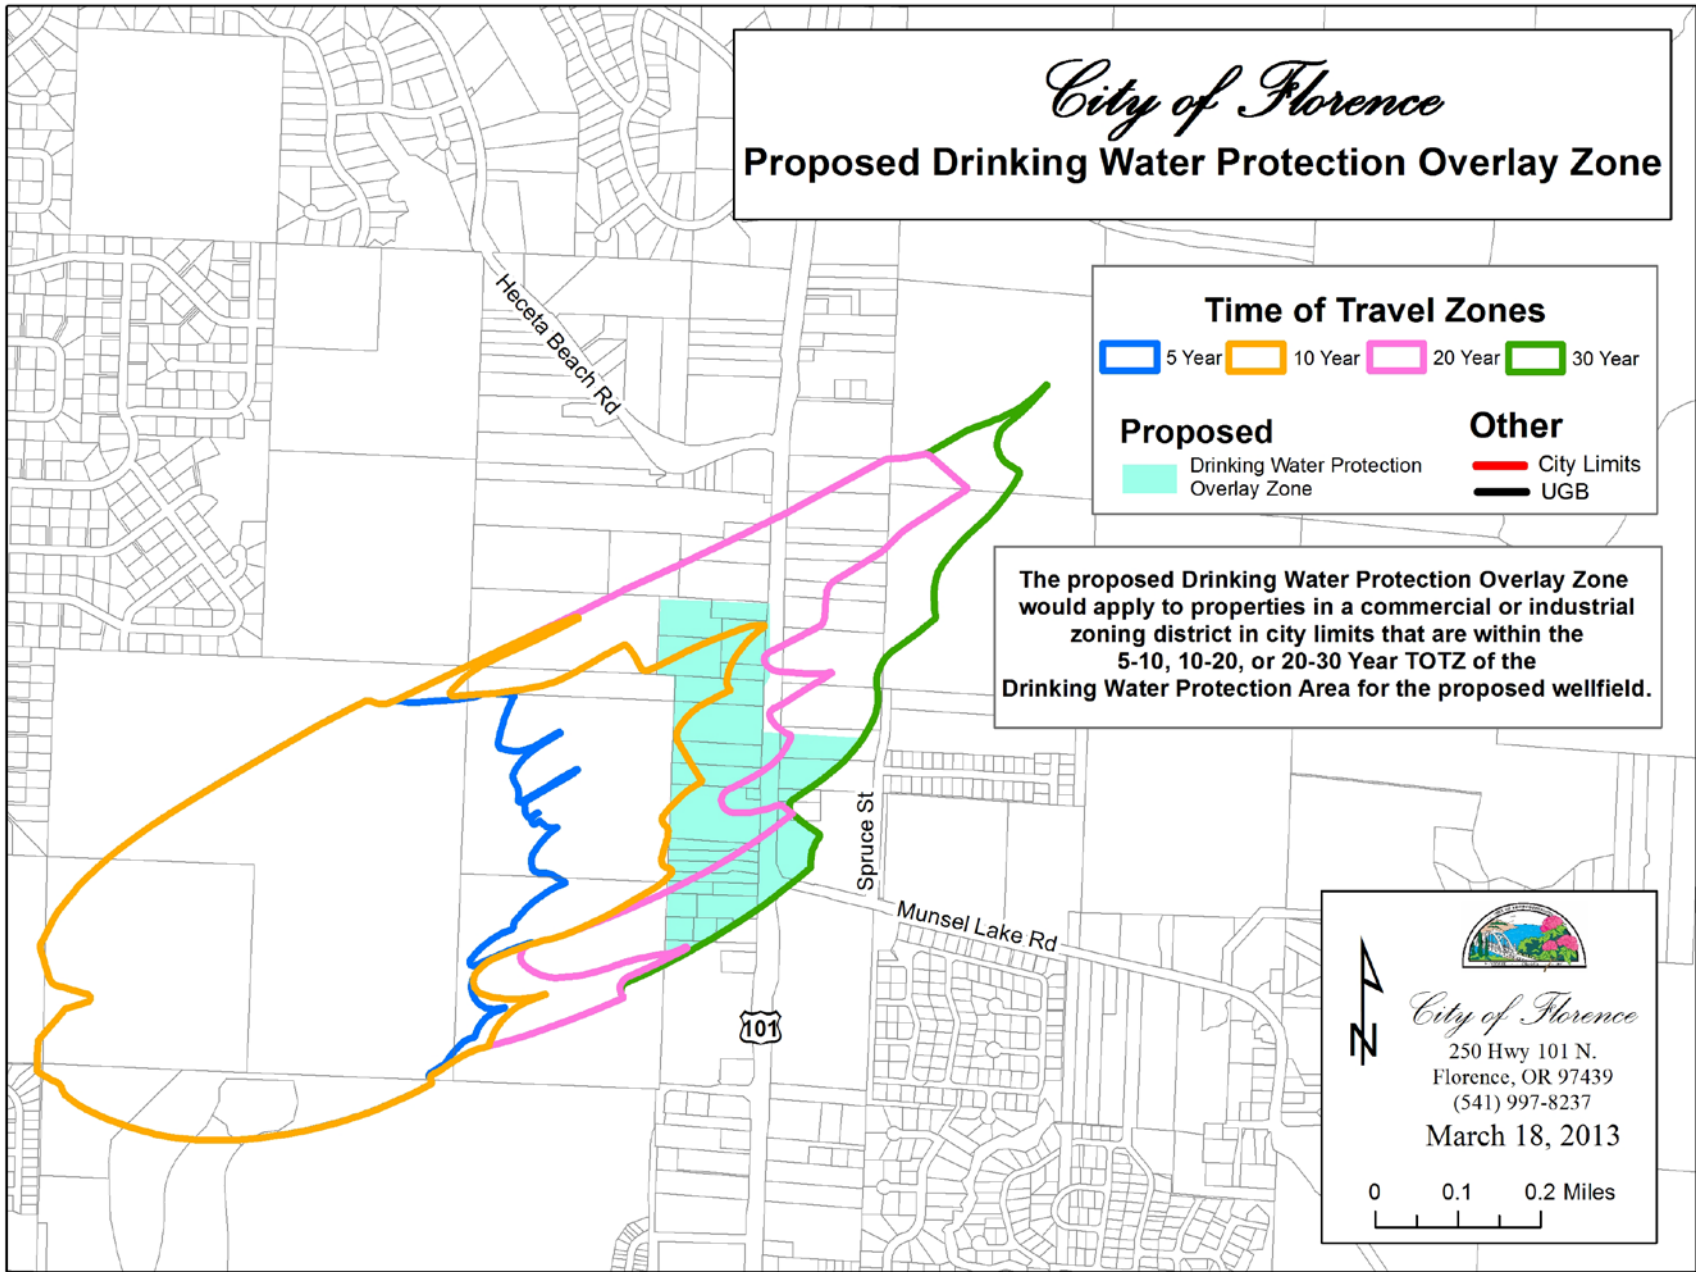 City of Florence
Proposed Drinking Water Protection Overlay Zone
Time of Travel Zones
5 Year
10 Year
20 Year
30 Year
Proposed
Drinking Water Protection
Overlay Zone
Other
City Limits
UGB
The proposed Drinking Water Protection Overlay Zone
would apply to properties in a commercial or industrial
zoning district in city limits that are within the
5-10, 10-20, or 20-30 Year TOTZ of the
Drinking Water Protection Area for the proposed wellfield.
Heceta Beach Rd
Spruce St
Munsel Lake Rd
101
N
City of Florence
250 Hwy 101 N.
Florence, OR 97439
(541) 997-8237
March 18, 2013
0 0.1 0.2 Miles